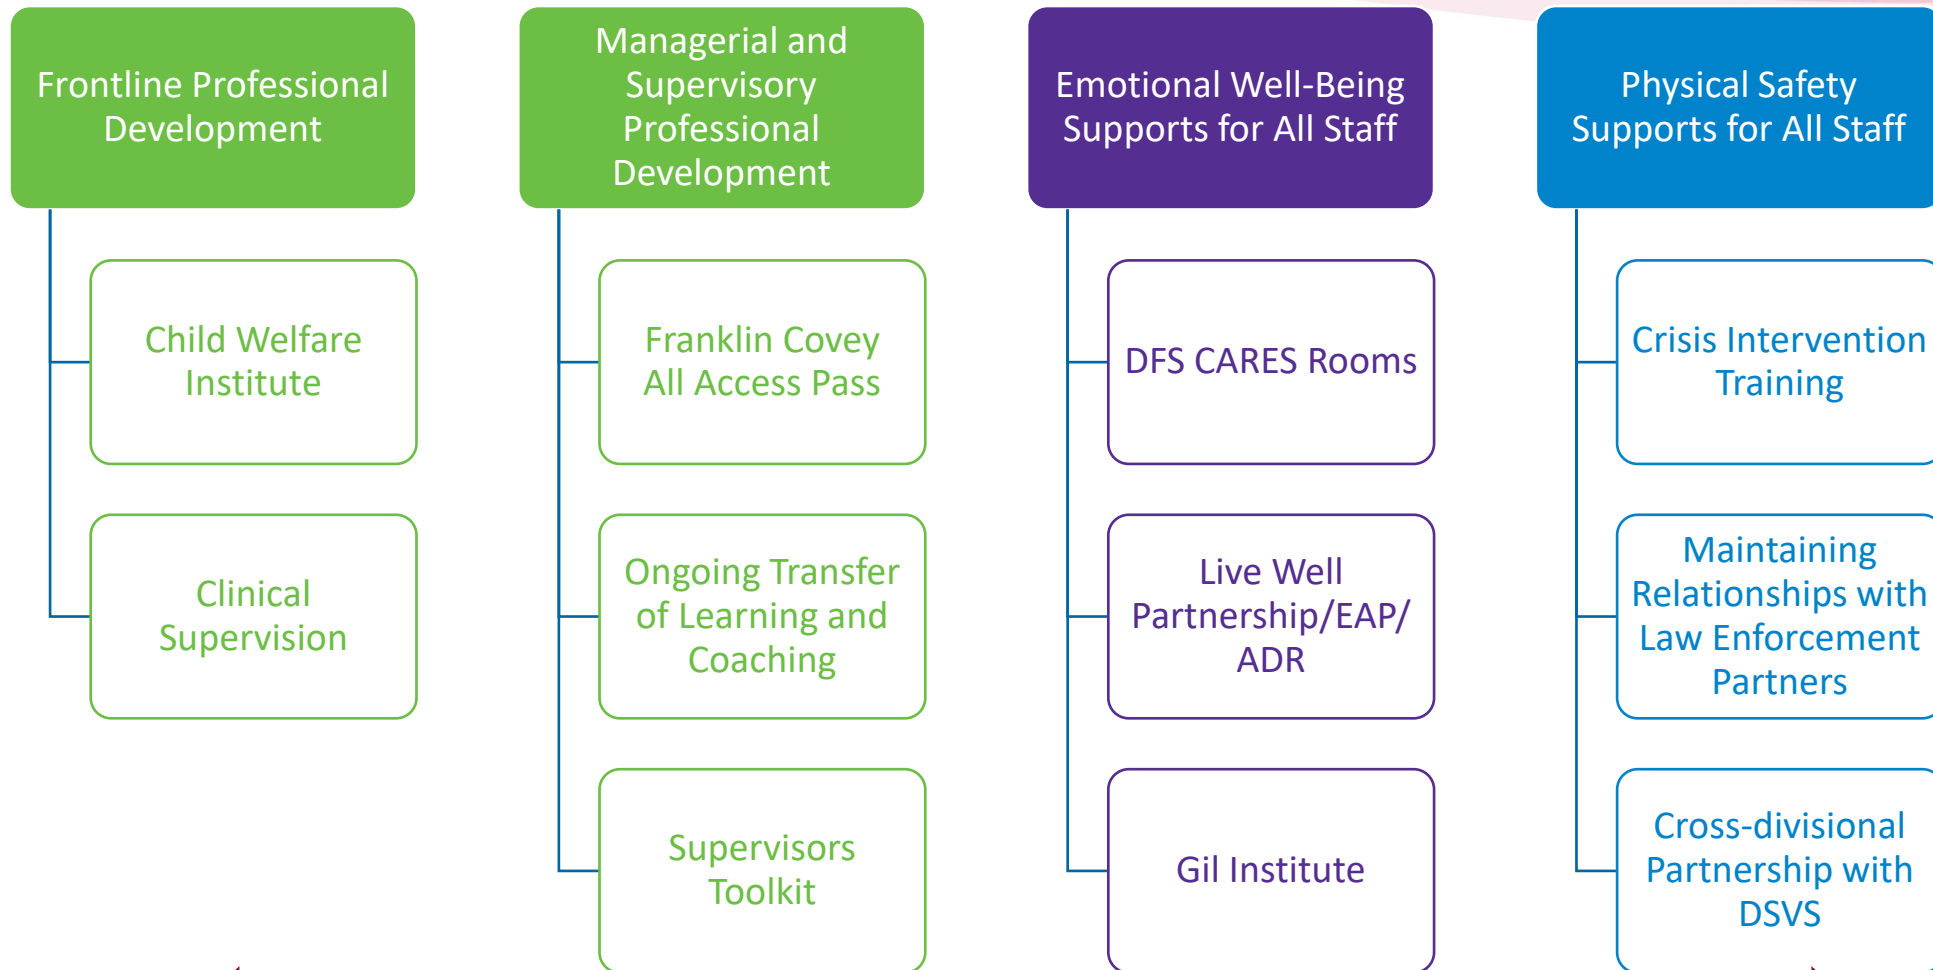 Frontline Professional
Development
Child Welfare
Institute
Clinical
Supervision
Managerial and
Supervisory
Professional
Development
Franklin Covey
All Access Pass
Ongoing Transfer
of Learning and
Coaching
Supervisors
Toolkit
Emotional Well-Being
Supports for All Staff
DFS CARES Rooms
Live Well
Partnership/EAP/
ADR
Gil Institute
Physical Safety
Supports for All Staff
Crisis Intervention
Training
Maintaining
Relationships with
Law Enforcement
Partners
Cross-divisional
Partnership with
DSVS